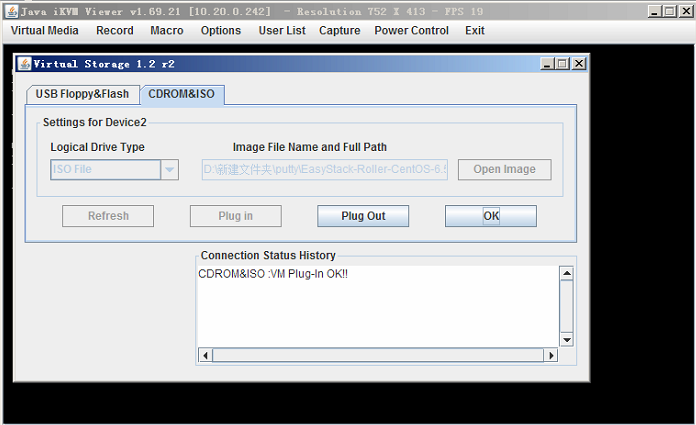 Java iKVM Viewer v1.69.21 [10.20.0.242] - Resolution 752 X 413 - FPS 19
Virtual Media Record Macro Options User List Capture Power Control Exit
Virtual Storage 1.2 r2
USB Floppy&Flash CDROM&ISO
Settings for Device2
Logical Drive Type Image File Name and Full Path
ISO File D:\新建文件夹\putty\EasyStack-Roller-CentOS-6.5 Open Image
Refresh Plug in Plug Out OK
Connection Status History
CDROM&ISO :VM Plug-In OK!!